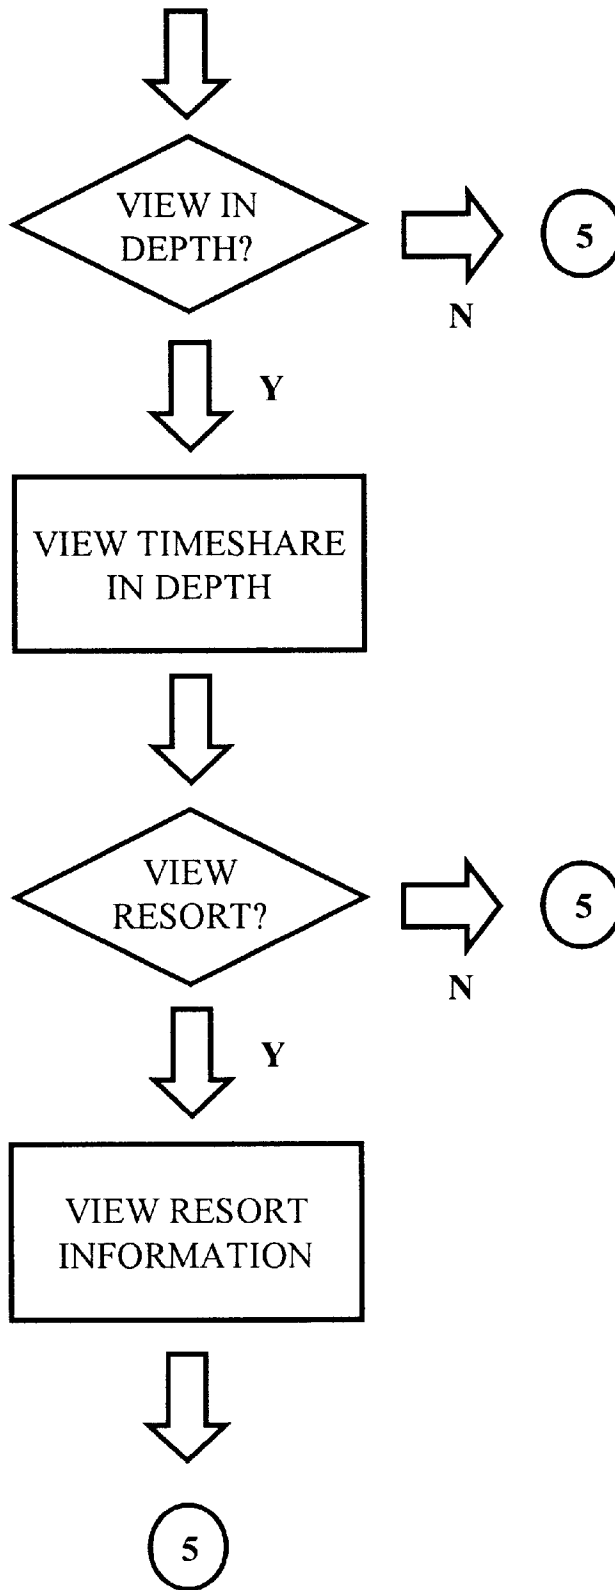 VIEW IN
DEPTH?
5
N
Y
VIEW TIMESHARE
IN DEPTH
VIEW
RESORT?
5
N
Y
VIEW RESORT
INFORMATION
5